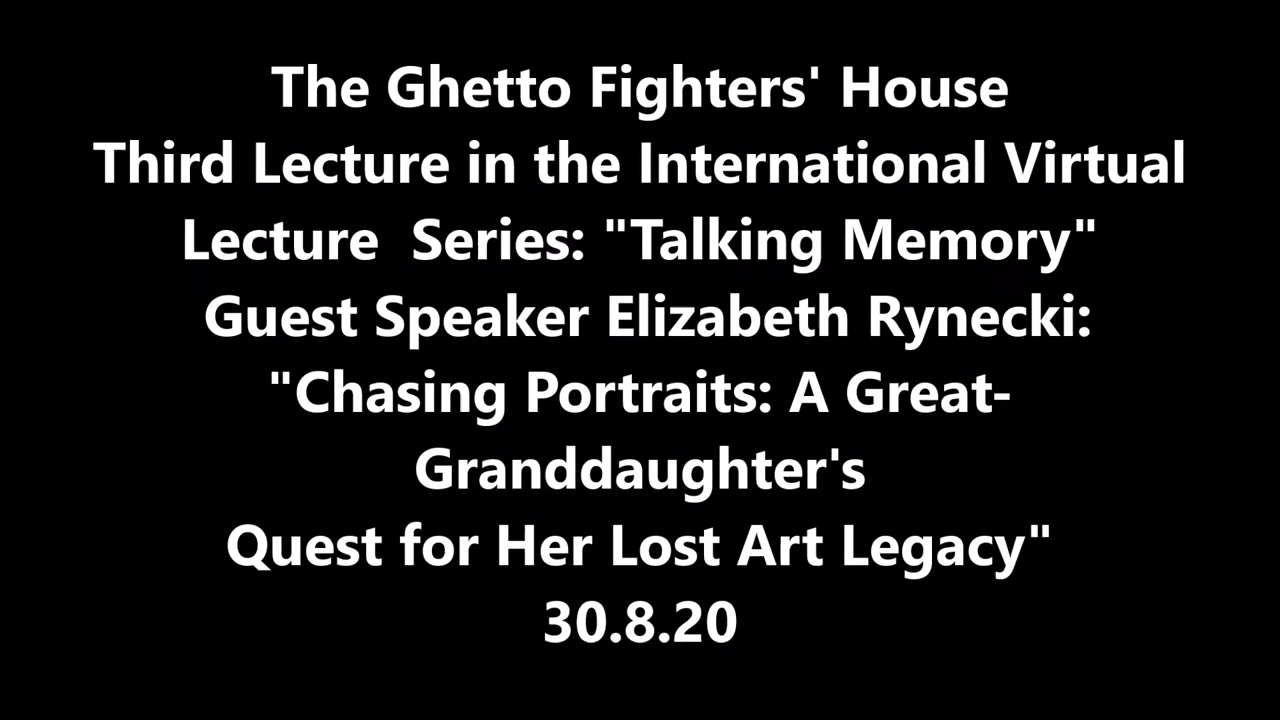 The Ghetto Fighters' House
Third Lecture in the International Virtual
Lecture  Series: "Talking Memory"
Guest Speaker Elizabeth Rynecki:
"Chasing Portraits: A Great-
Granddaughter's
Quest for Her Lost Art Legacy"
30.8.20